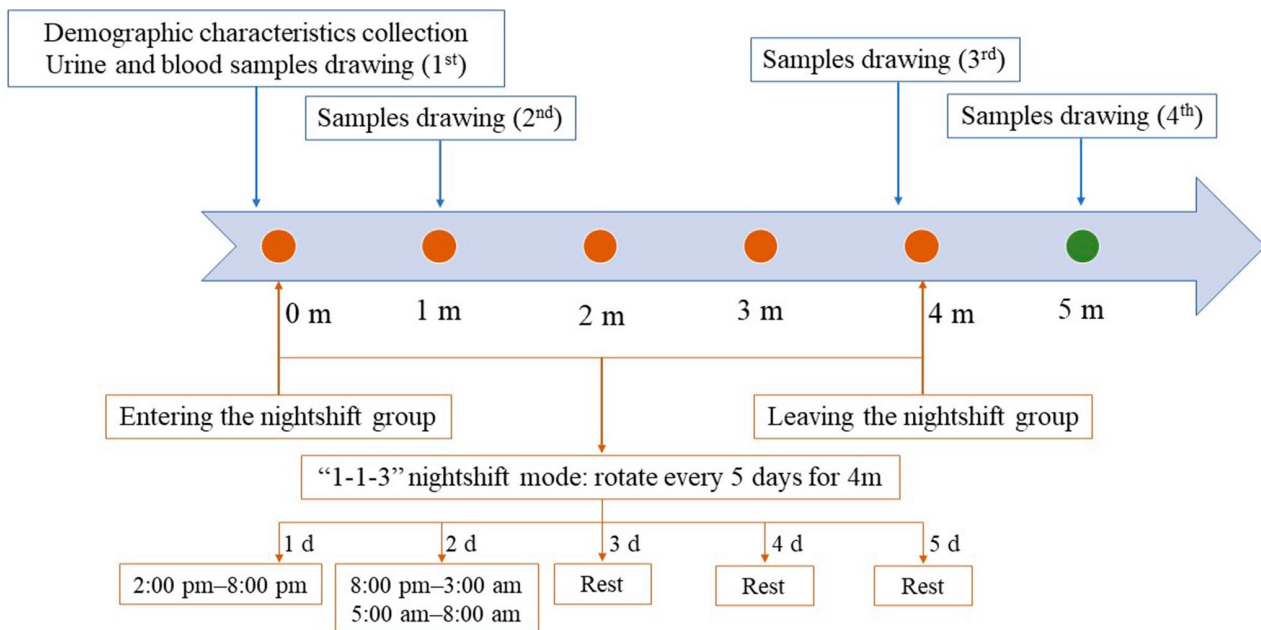 Demographic characteristics collection
Urine and blood samples drawing (1st)
Samples drawing (2nd)
Samples drawing (3rd)
Samples drawing (4th)
0 m
1 m
2 m
3 m
4 m
5 m
Entering the nightshift group
Leaving the nightshift group
“1-1-3” nightshift mode: rotate every 5 days for 4m
1 d
2 d
3 d
4 d
5 d
2:00 pm–8:00 pm
8:00 pm–3:00 am
5:00 am–8:00 am
Rest
Rest
Rest